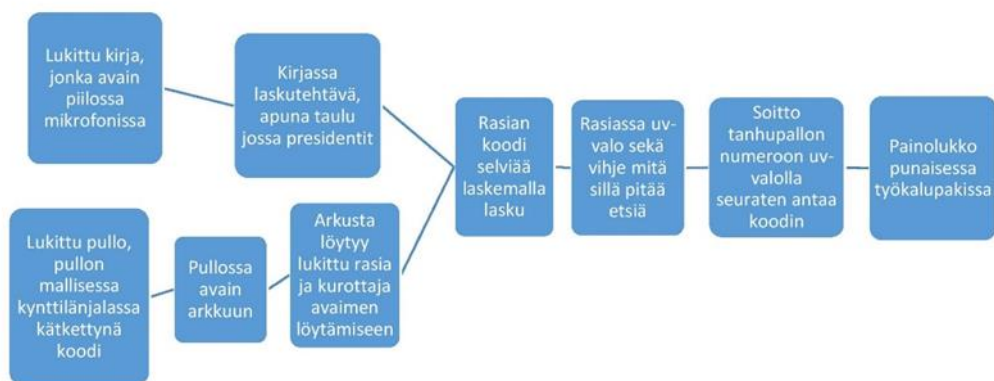 Lukittu kirja,
jonka avain
piilossa
mikrofonissa
Kirjassa
laskutehtävä,
apuna taulu
jossa presidentit
Lukittu pullo,
pullon
mallisessa
kynttilänjalassa
kätkettynä
koodi
Pullossa
avain
arkkuun
Arkusta
löytyy
lukittu rasia
ja kurottaja
avaimen
löytämiseen
Rasian
koodi
selviää
laskemalla
lasku
Rasiassa uv-
valo sekä
vihje mitä
sillä pitää
etsiä
Soitto
tanhupallon
numeroon uv-
valolla
seuraten antaa
koodin
Painolukko
punaisessa
työkalupakissa